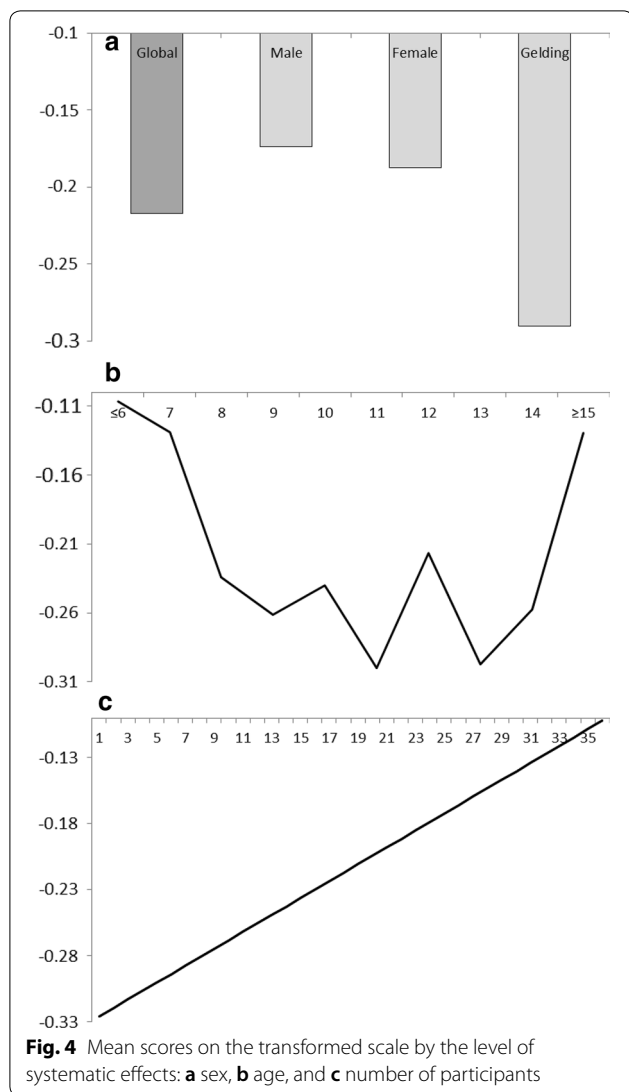 -0.1
a Global Male Female Gelding
-0.15
-0.2
-0.25
-0.3
b
-0.11
≤6 7 8 9 10 11 12 13 14 ≥15
-0.16
-0.21
-0.26
-0.31
c
1 3 5 7 9 11 13 15 17 19 21 23 25 27 29 31 33 35
-0.13
-0.18
-0.23
-0.28
-0.33
Fig. 4 Mean scores on the transformed scale by the level of
systematic effects: a sex, b age, and c number of participants